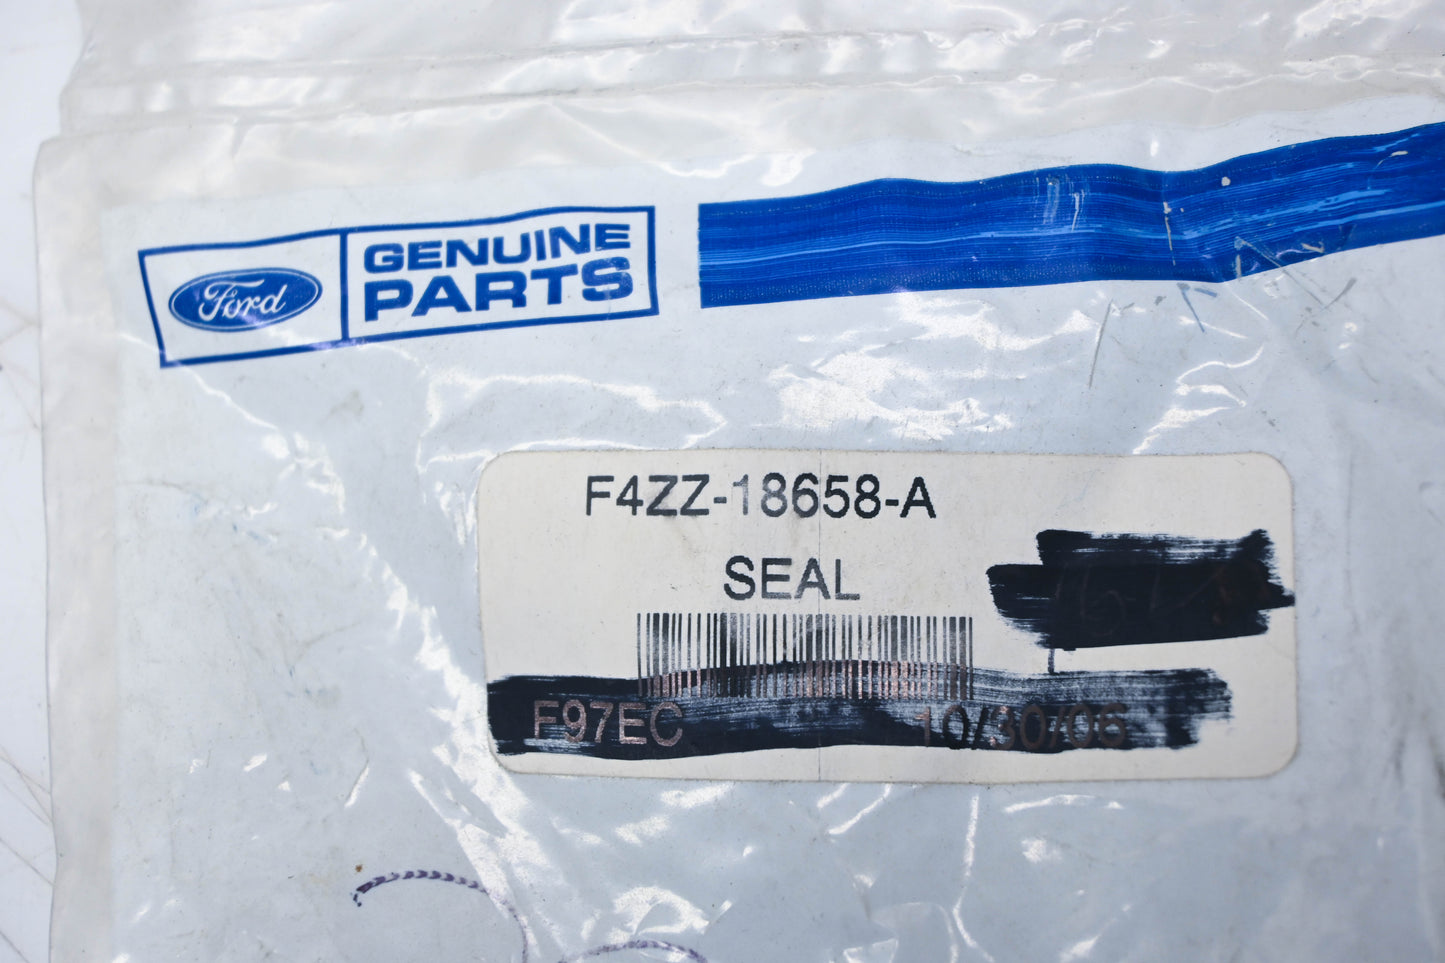 Ford
GENUINE
PARTS
F4ZZ-18658-A
SEAL
F97EC 10/30/06